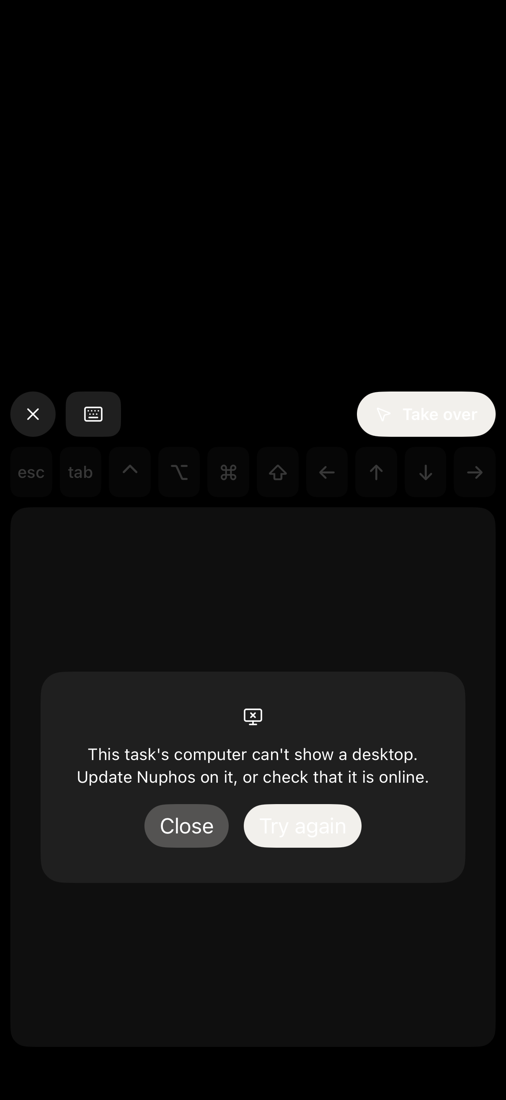 Take over
esc tab
This task's computer can't show a desktop.
Update Nuphos on it, or check that it is online.
Close Try again